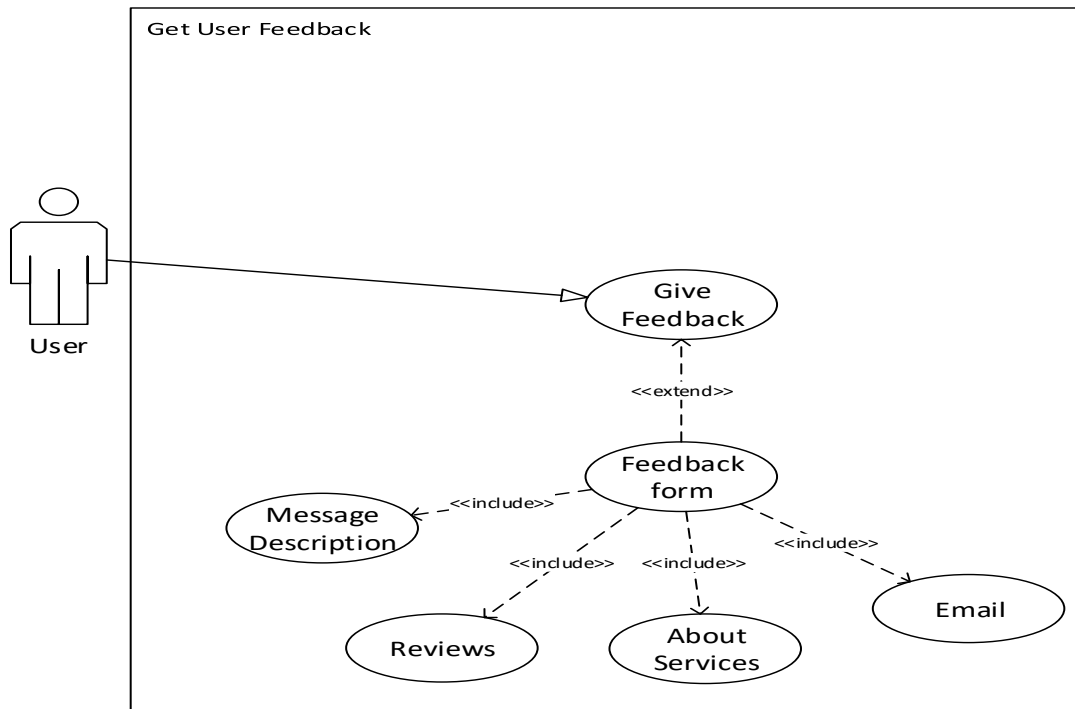 Get User Feedback
Give
Feedback
User
<<extend>>
Feedback
form
<<include>>
Message
Description
<<include>>
<<include>>
<<include>>
Email
Reviews
About
Services